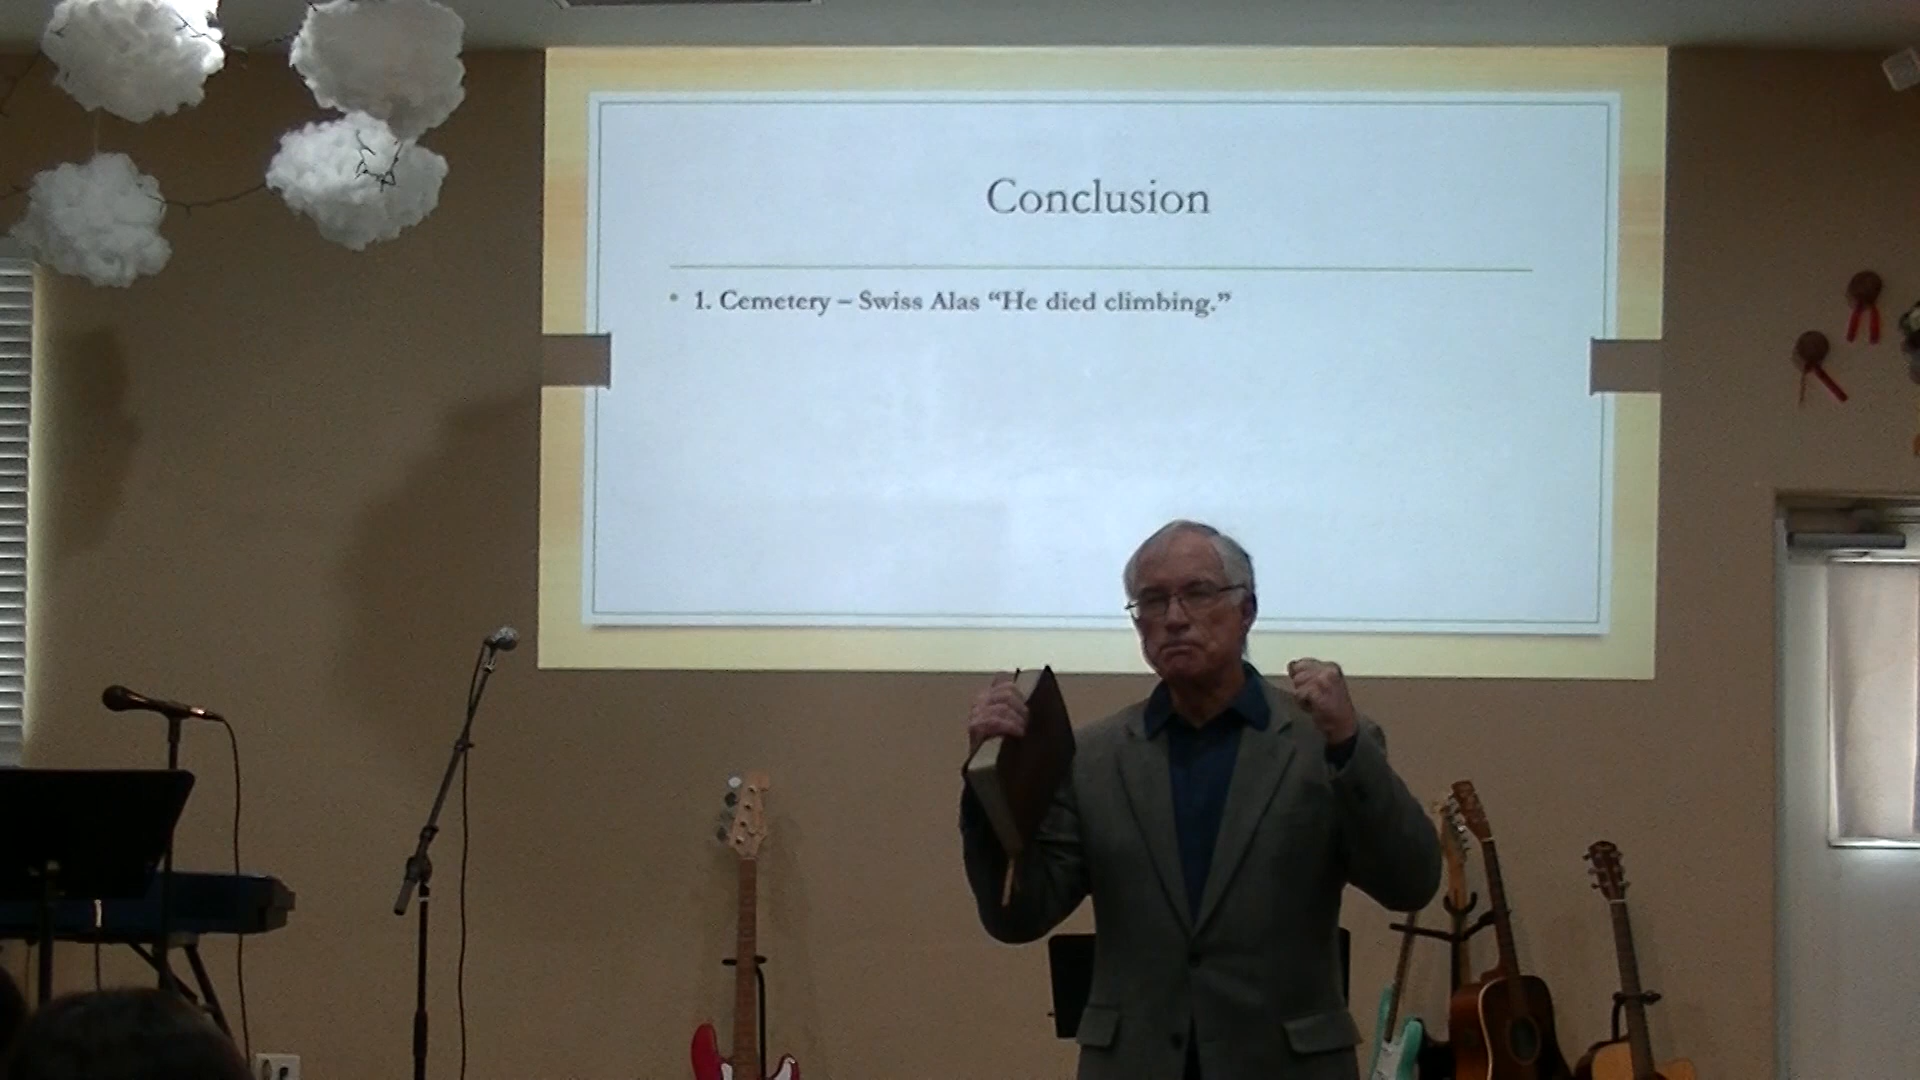 Conclusion
• 1. Cemetery – Swiss Alas “He died climbing.”